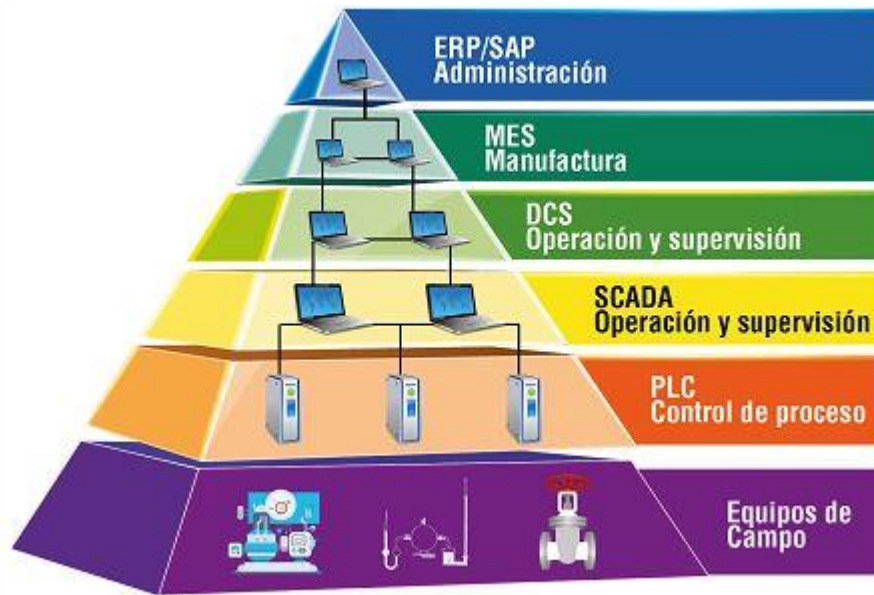 ERP/SAP
Administración
MES
Manufactura
DCS
Operación y supervisión
SCADA
Operación y supervisión
PLC
Control de proceso
Equipos de
Campo